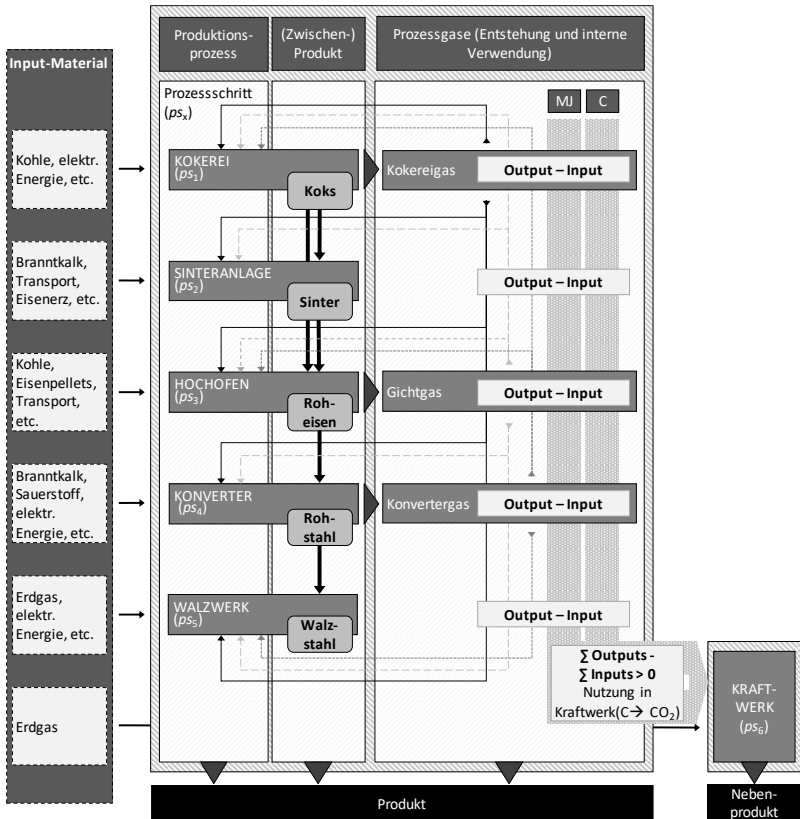 Input-Material
Kohle, elektr.
Energie, etc.
Branntkalk,
Transport,
Eisenerz, etc.
Kohle,
Eisenpellets,
Transport,
etc.
Branntkalk,
Sauerstoff,
elektr.
Energie, etc.
Erdgas,
elektr.
Energie, etc.
Erdgas
Produktions-
prozess
(Zwischen-)
Produkt
Prozessgase (Entstehung und interne
Verwendung)
Prozessschritt
(psₓ)
MJ
C
KOKEREI
(ps₁)
Koks
Kokereigas
Output – Input
SINTERANLAGE
(ps₂)
Sinter
Output – Input
HOCHOFEN
(ps₃)
Roh-
eisen
Gichtgas
Output – Input
KONVERTER
(ps₄)
Roh-
stahl
Konvertergas
Output – Input
WALZWERK
(ps₅)
Walz-
stahl
Output – Input
∑ Outputs -
∑ Inputs > 0
Nutzung in
Kraftwerk(C→ CO₂)
KRAFT-
WERK
(ps₆)
Produkt
Neben-
produkt